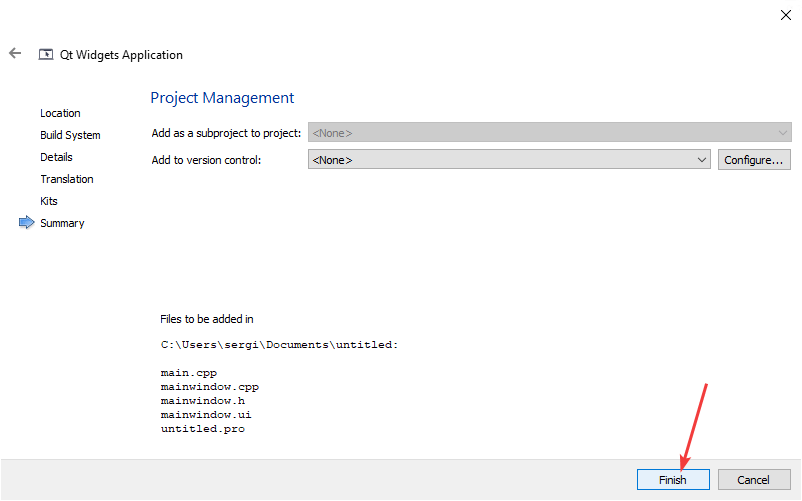 Qt Widgets Application
Location
Build System
Details
Translation
Kits
Summary
Project Management
Add as a subproject to project: <None>
Add to version control: <None> Configure...
Files to be added in
C:\Users\sergi\Documents\untitled:
main.cpp
mainwindow.cpp
mainwindow.h
mainwindow.ui
untitled.pro
Finish Cancel